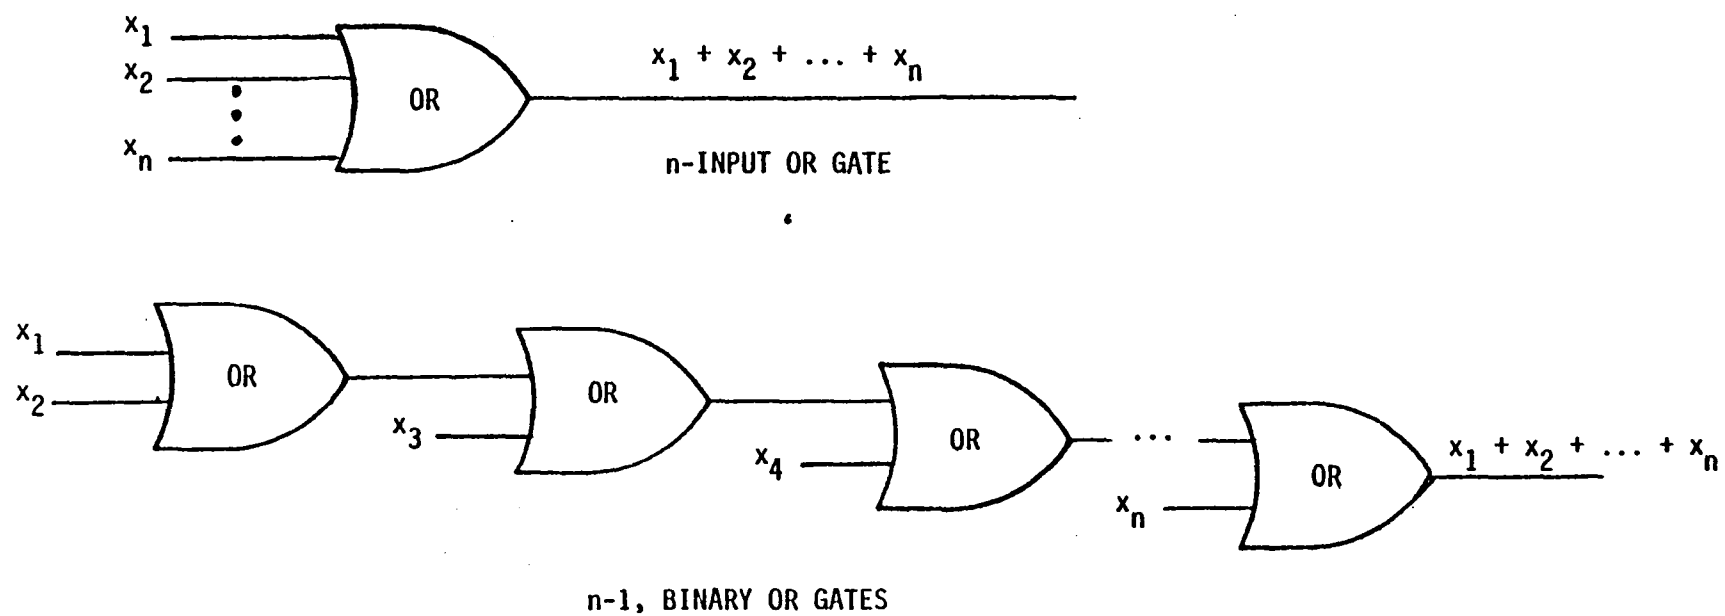 x₁
x₂
xₙ
OR
x₁ + x₂ + ... + xₙ
n-INPUT OR GATE
x₁
x₂
OR
x₃
OR
x₄
OR
...
xₙ
OR
x₁ + x₂ + ... + xₙ
n-1, BINARY OR GATES